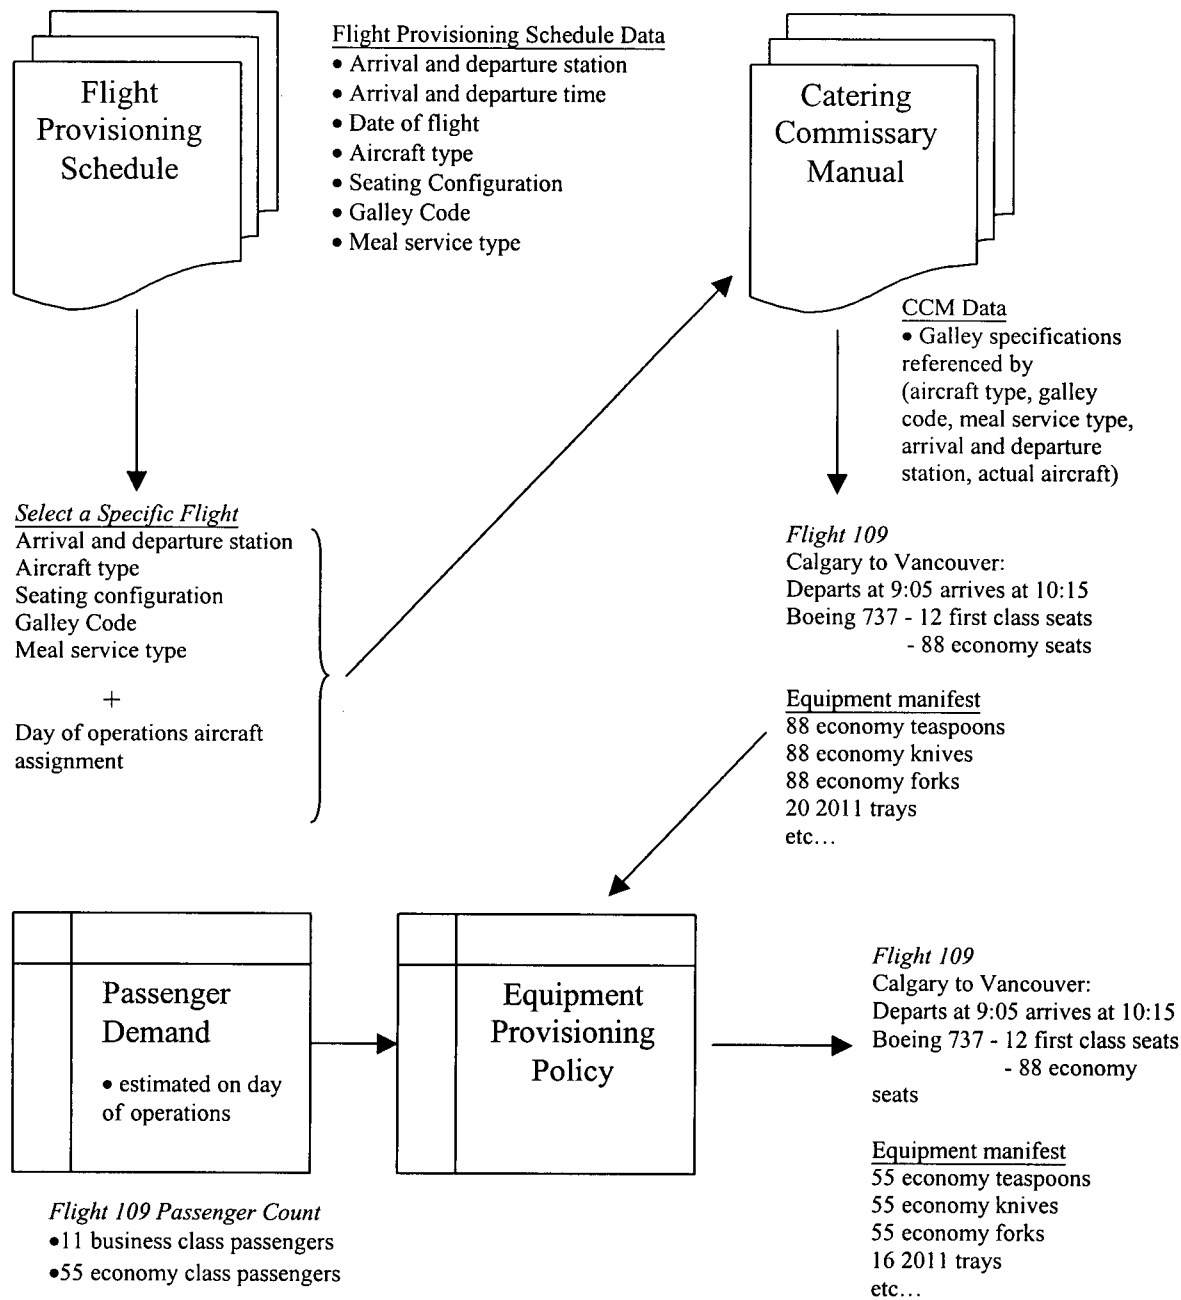 Flight
Provisioning
Schedule
Flight Provisioning Schedule Data
• Arrival and departure station
• Arrival and departure time
• Date of flight
• Aircraft type
• Seating Configuration
• Galley Code
• Meal service type
Catering
Commissary
Manual
CCM Data
• Galley specifications
referenced by
(aircraft type, galley
code, meal service type,
arrival and departure
station, actual aircraft)
Select a Specific Flight
Arrival and departure station
Aircraft type
Seating configuration
Galley Code
Meal service type
+
Day of operations aircraft
assignment
Flight 109
Calgary to Vancouver:
Departs at 9:05 arrives at 10:15
Boeing 737 - 12 first class seats
- 88 economy seats
Equipment manifest
88 economy teaspoons
88 economy knives
88 economy forks
20 2011 trays
etc…
Passenger
Demand
• estimated on day
of operations
Flight 109 Passenger Count
•11 business class passengers
•55 economy class passengers
Equipment
Provisioning
Policy
Flight 109
Calgary to Vancouver:
Departs at 9:05 arrives at 10:15
Boeing 737 - 12 first class seats
- 88 economy
seats
Equipment manifest
55 economy teaspoons
55 economy knives
55 economy forks
16 2011 trays
etc…